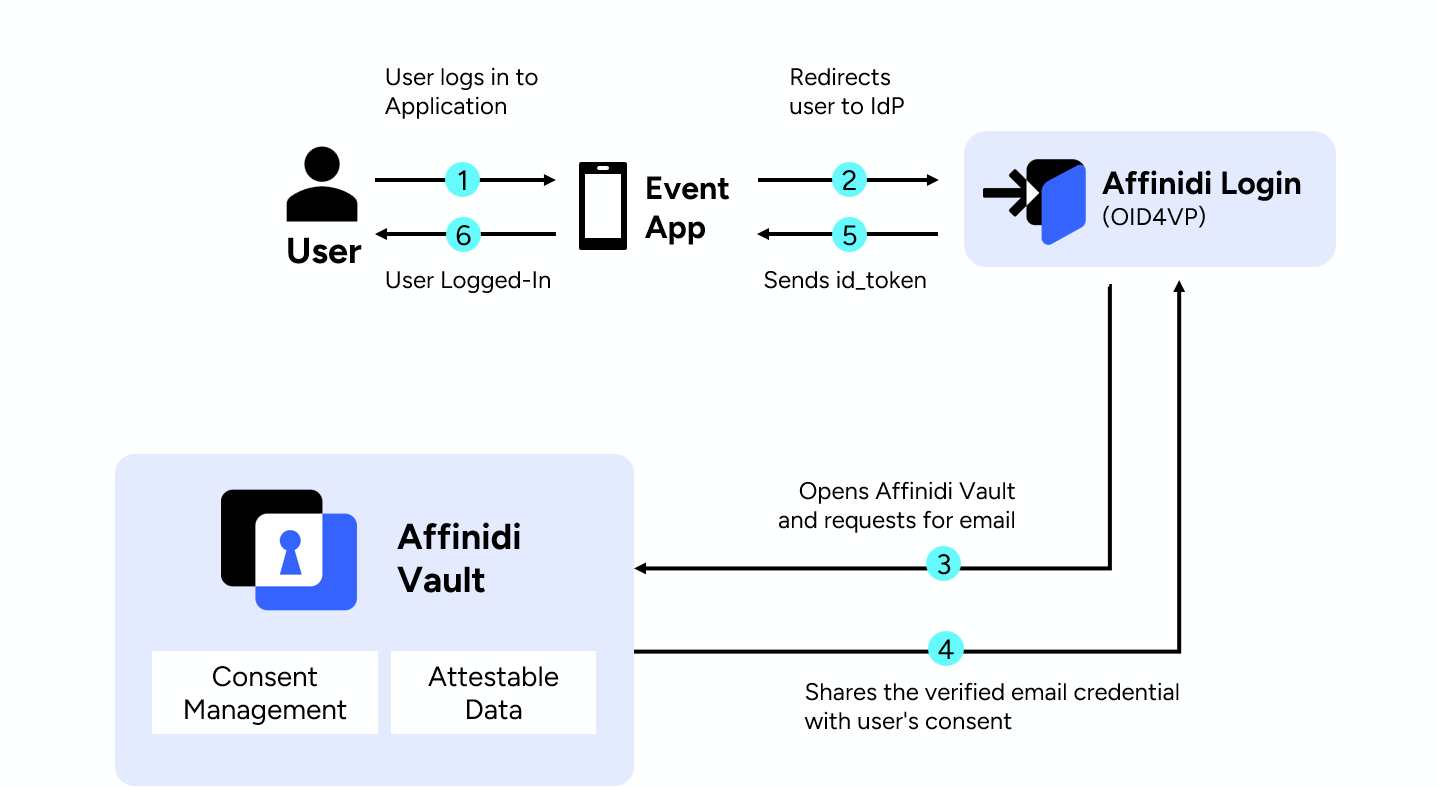 User logs in to
Application
Redirects
user to IdP
1
2
User
Event
App
Affinidi Login
(OID4VP)
6
5
User Logged-In
Sends id_token
Opens Affinidi Vault
and requests for email
3
Affinidi
Vault
4
Consent
Management
Attestable
Data
Shares the verified email credential
with user's consent